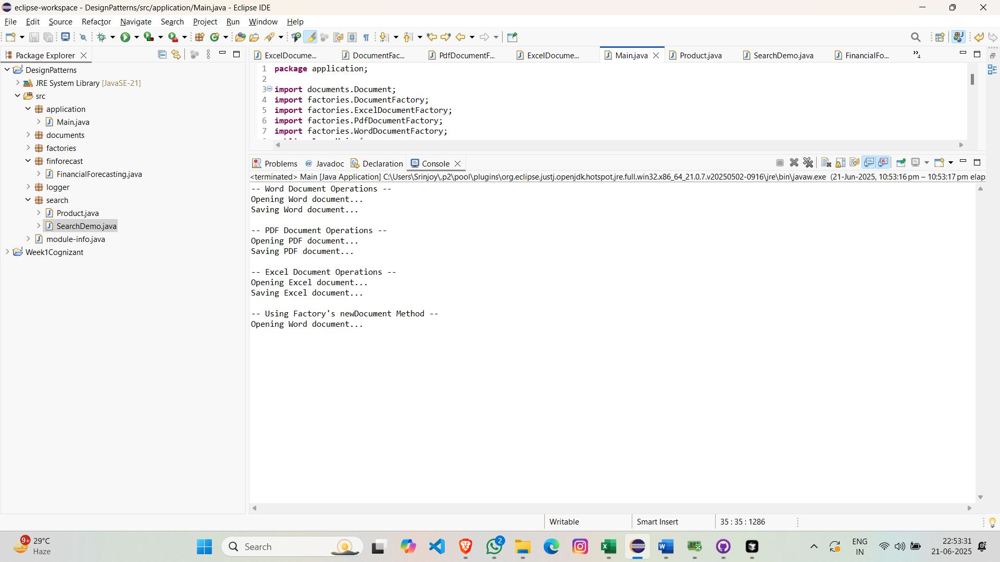 eclipse-workspace - DesignPatterns/src/application/Main.java - Eclipse IDE
File Edit Source Refactor Navigate Search Project Run Window Help
Package Explorer
DesignPatterns
JRE System Library [JavaSE-21]
src
application
Main.java
documents
factories
finforecast
FinancialForecasting.java
logger
search
Product.java
SearchDemo.java
module-info.java
Week1Cognizant
ExcelDocume... DocumentFac... PdfDocumentF... ExcelDocume... Main.java Product.java SearchDemo.java FinancialFo... »4
1 package application;
2
3 import documents.Document;
4 import factories.DocumentFactory;
5 import factories.ExcelDocumentFactory;
6 import factories.PdfDocumentFactory;
7 import factories.WordDocumentFactory;
Problems @ Javadoc Declaration Console
<terminated> Main [Java Application] C:\Users\Srinjoy\.p2\pool\plugins\org.eclipse.justj.openjdk.hotspot.jre.full.win32.x86_64_21.0.7.v20250502-0916\jre\bin\javaw.exe (21-Jun-2025, 10:53:16 pm – 10:53:17 pm elap
-- Word Document Operations --
Opening Word document...
Saving Word document...
-- PDF Document Operations --
Opening PDF document...
Saving PDF document...
-- Excel Document Operations --
Opening Excel document...
Saving Excel document...
-- Using Factory's newDocument Method --
Opening Word document...
Writable Smart Insert 35 : 35 : 1286
9+ 29°C
Haze
Search
2
ENG
IN
22:53:31
21-06-2025